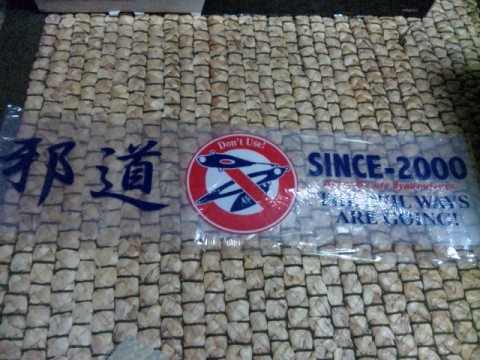 邪道
Don't Use!
SINCE-2000
THE EVIL WAYS
ARE GOING!